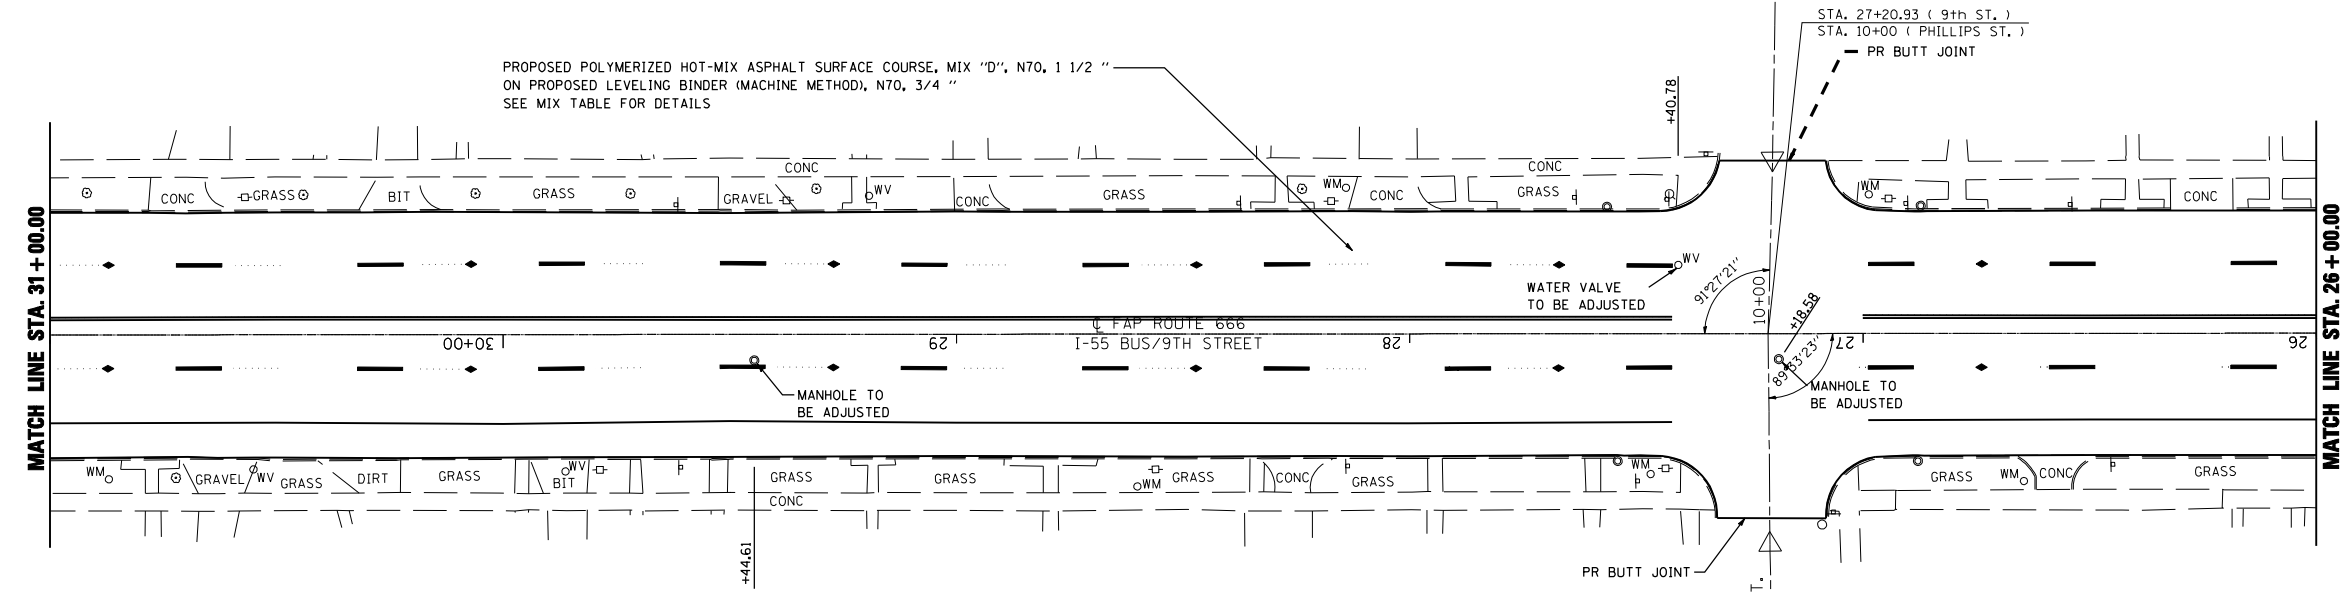 STA. 27+20.93 ( 9th ST. )
STA. 10+00 ( PHILLIPS ST. )
PR BUTT JOINT
PROPOSED POLYMERIZED HOT-MIX ASPHALT SURFACE COURSE, MIX "D", N70, 1 1/2 "
ON PROPOSED LEVELING BINDER (MACHINE METHOD), N70, 3/4 "
SEE MIX TABLE FOR DETAILS
+40.78
CONC
CONC
CONC
GRASS
BIT
GRASS
GRAVEL
WV
CONC
GRASS
WM
CONC
GRASS
WM
CONC
MATCH LINE STA. 31+00.00
MATCH LINE STA. 26+00.00
WV
WATER VALVE
TO BE ADJUSTED
91°27'21"
10+00
+18.58
℄ FAP ROUTE 666
I-55 BUS/9TH STREET
30+00
29
28
27
26
89°33'23"
MANHOLE TO
BE ADJUSTED
MANHOLE TO
BE ADJUSTED
WM
GRAVEL
WV
GRASS
DIRT
GRASS
WV
BIT
GRASS
CONC
GRASS
WM
GRASS
CONC
GRASS
WM
GRASS
WM
CONC
GRASS
+44.61
PR BUTT JOINT
T.